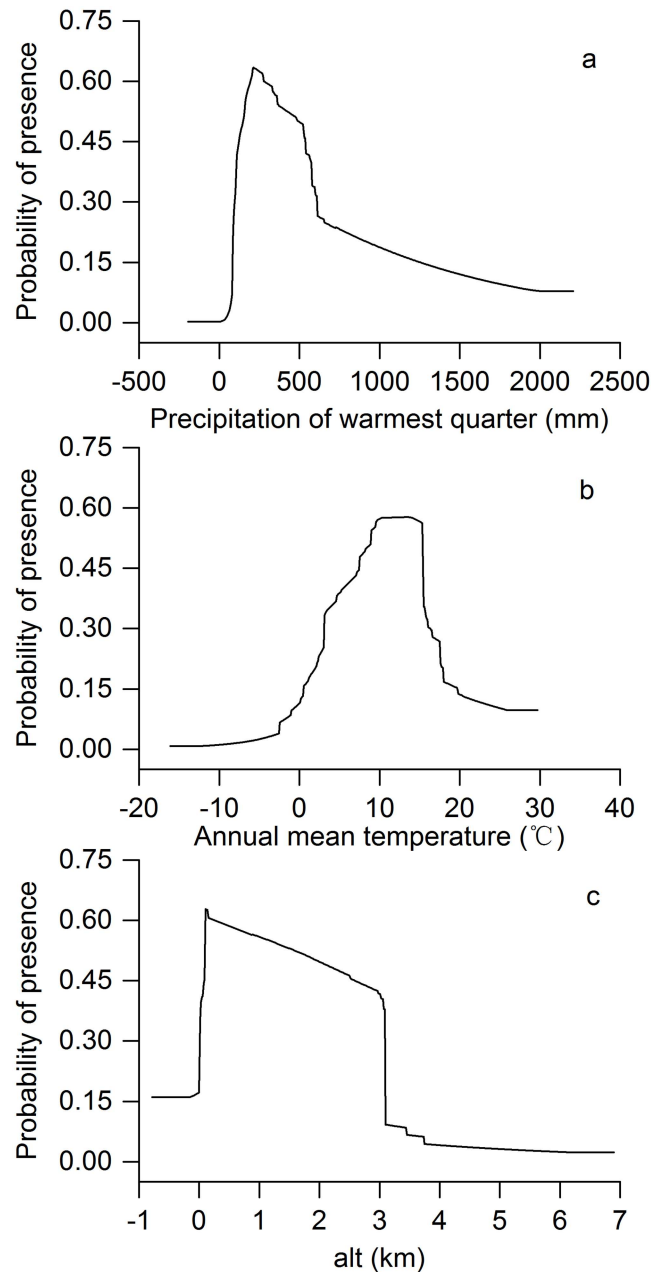 0.75
a
0.60
0.45
0.30
0.15
0.00
Probability of presence
-500 0 500 1000 1500 2000 2500
Precipitation of warmest quarter (mm)
0.75
b
0.60
0.45
0.30
0.15
0.00
Probability of presence
-20 -10 0 10 20 30 40
Annual mean temperature (℃)
0.75
c
0.60
0.45
0.30
0.15
0.00
Probability of presence
-1 0 1 2 3 4 5 6 7
alt (km)